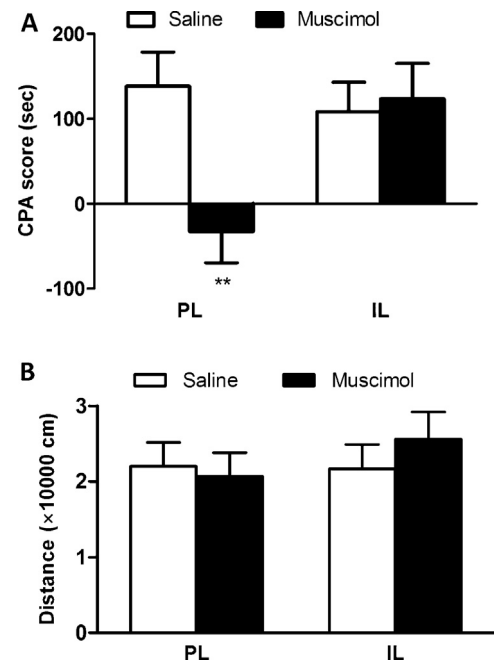 A
Saline Muscimol
CPA score (sec)
200
100
0
-100
**
PL IL
B
Saline Muscimol
Distance (×10000 cm)
3
2
1
0
PL IL